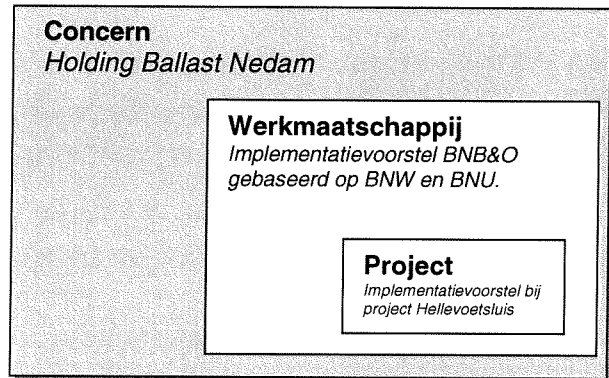 Concern
Holding Ballast Nedam
Werkmaatschappij
Implementatievoorstel BNB&O
gebaseerd op BNW en BNU.
Project
Implementatievoorstel bij
project Hellevoetsluis